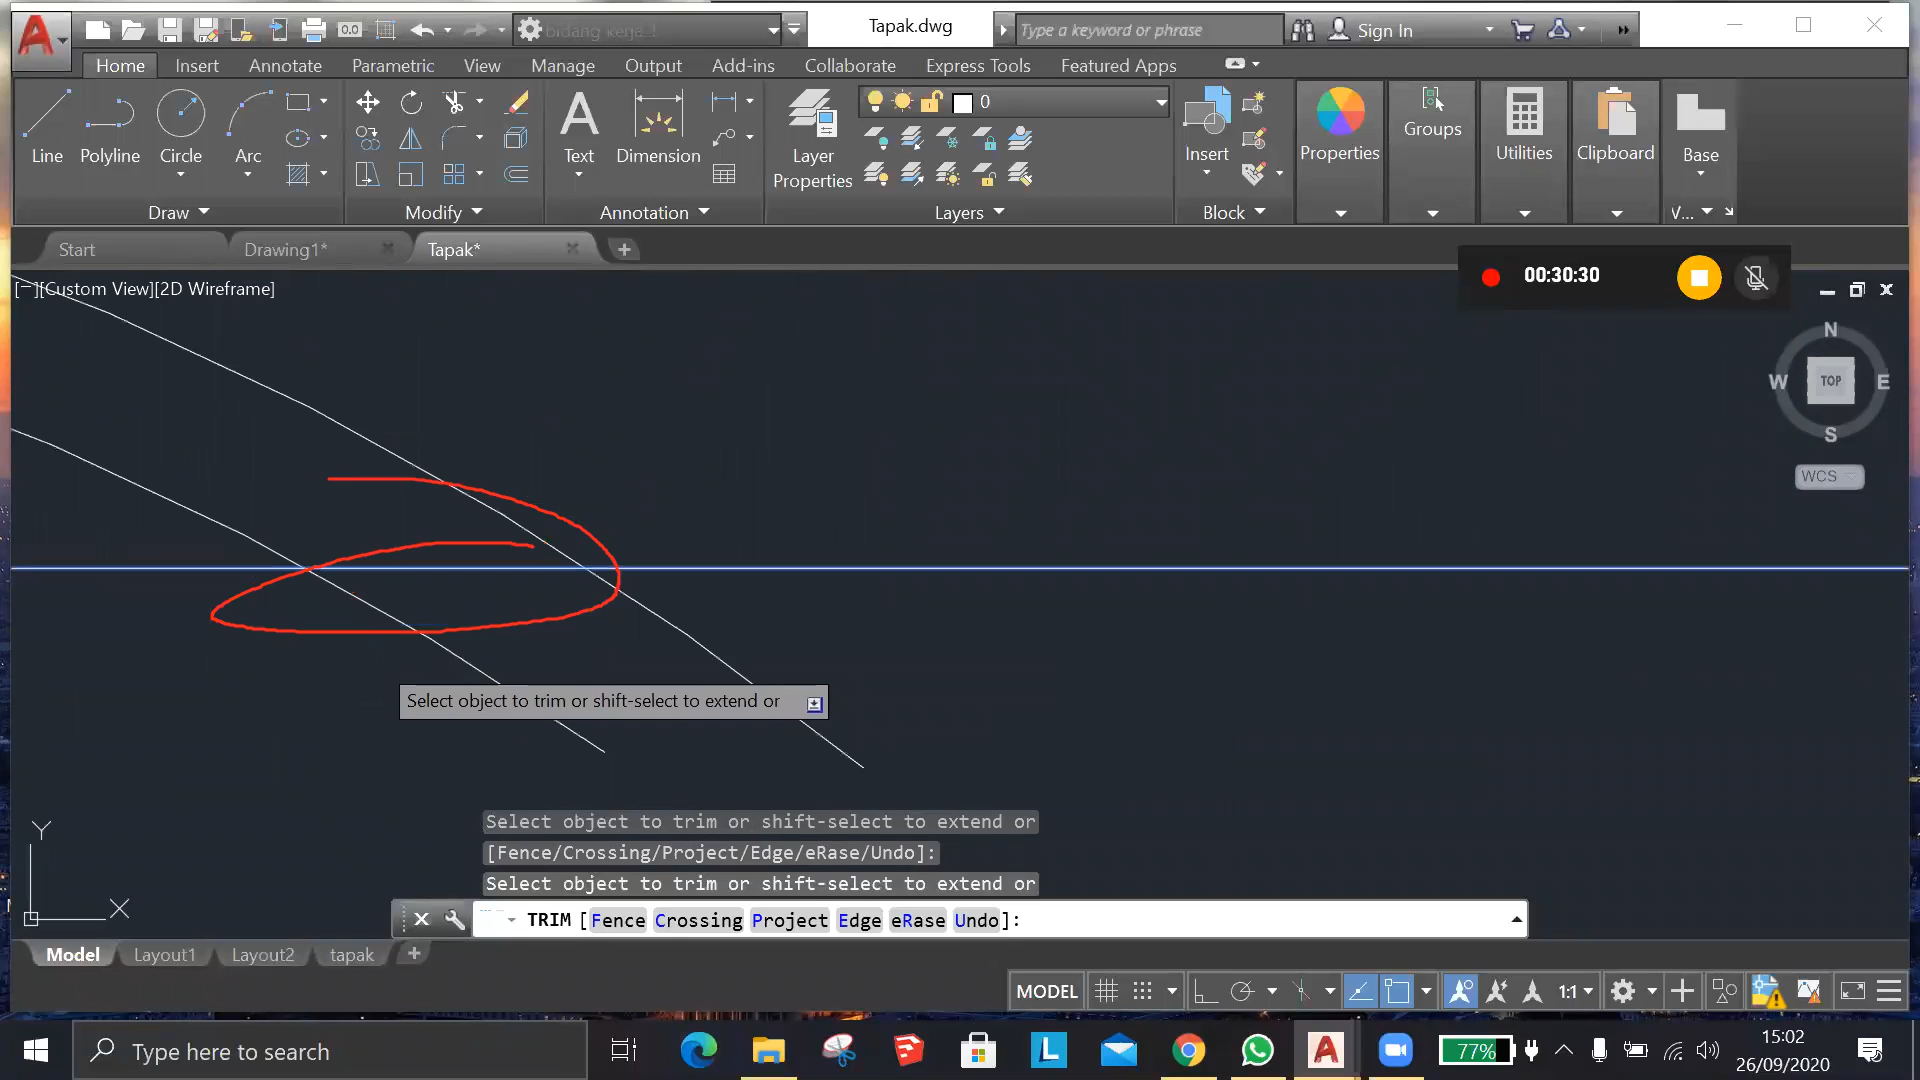 bidang kerja !
Tapak.dwg
Type a keyword or phrase
Sign In
Home Insert Annotate Parametric View Manage Output Add-ins Collaborate Express Tools Featured Apps
0
Line Polyline Circle Arc
Text Dimension
Layer Properties
Insert
Properties
Groups
Utilities
Clipboard
Base
Draw Modify Annotation Layers Block V...
Start Drawing1* Tapak*
00:30:30
[−][Custom View][2D Wireframe]
N
W TOP E
S
WCS
Select object to trim or shift-select to extend or
Y
X
Select object to trim or shift-select to extend or
[Fence/Crossing/Project/Edge/eRase/Undo]:
Select object to trim or shift-select to extend or
TRIM [Fence Crossing Project Edge eRase Undo]:
Model Layout1 Layout2 tapak
MODEL 1:1
Type here to search
77%
15:02
26/09/2020